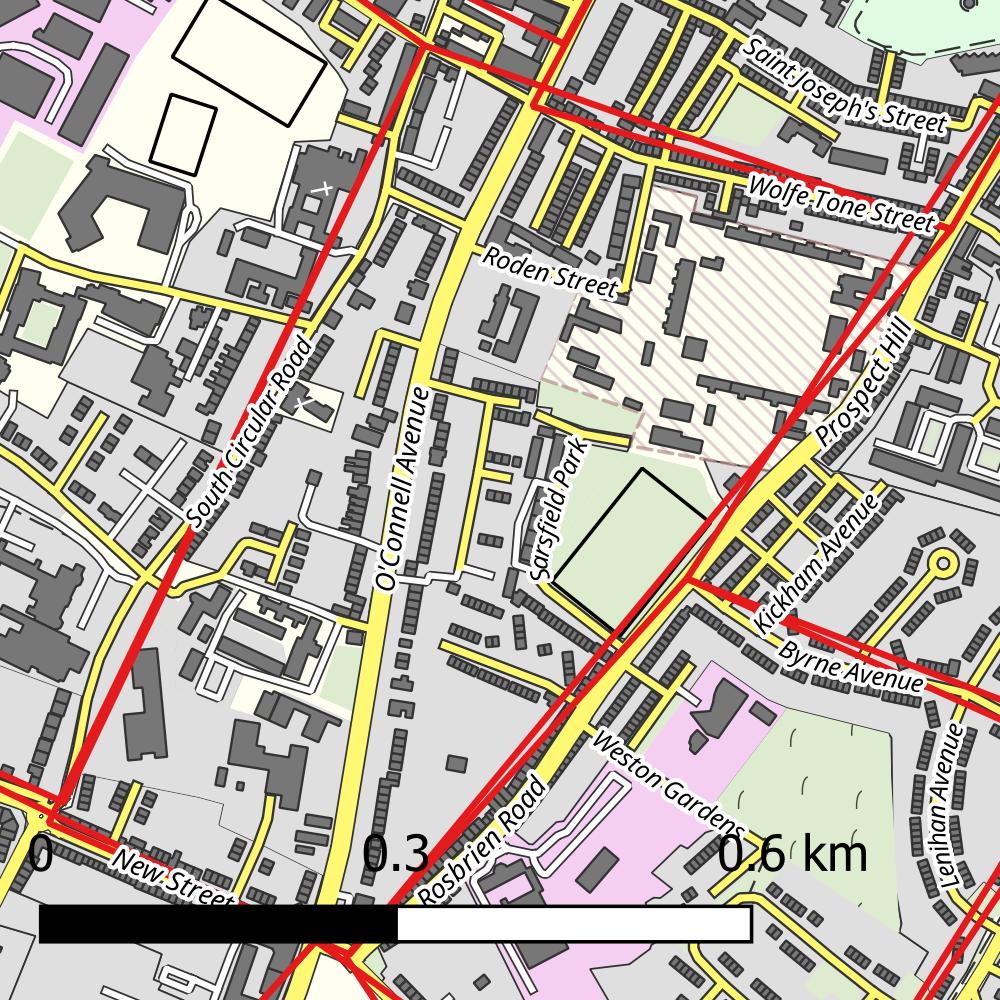 Saint Joseph's Street
Wolfe Tone Street
Roden Street
Prospect Hill
South Circular Road
O'Connell Avenue
Sarsfield Park
Kickham Avenue
Byrne Avenue
Weston Gardens
Lenihan Avenue
Rosbrien Road
New Street
0 0.3 0.6 km